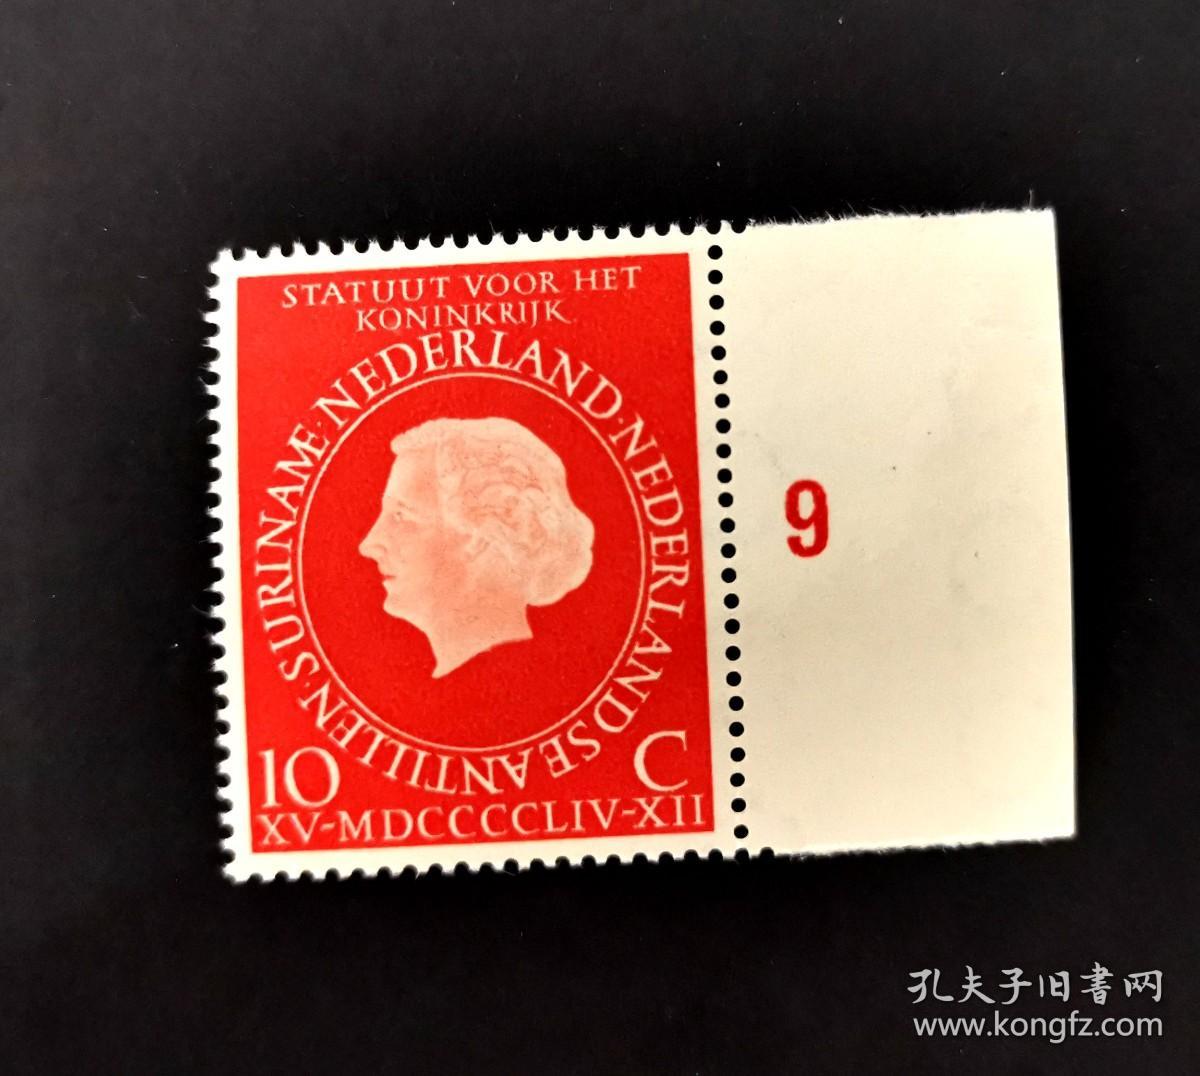 STATUUT VOOR HET
KONINKRIJK
SURINAME·NEDERLAND·NEDERLANDSE ANTILLEN·
10 C
XV-MDCCCCLIV-XII
9
孔夫子旧書网
www.kongfz.com